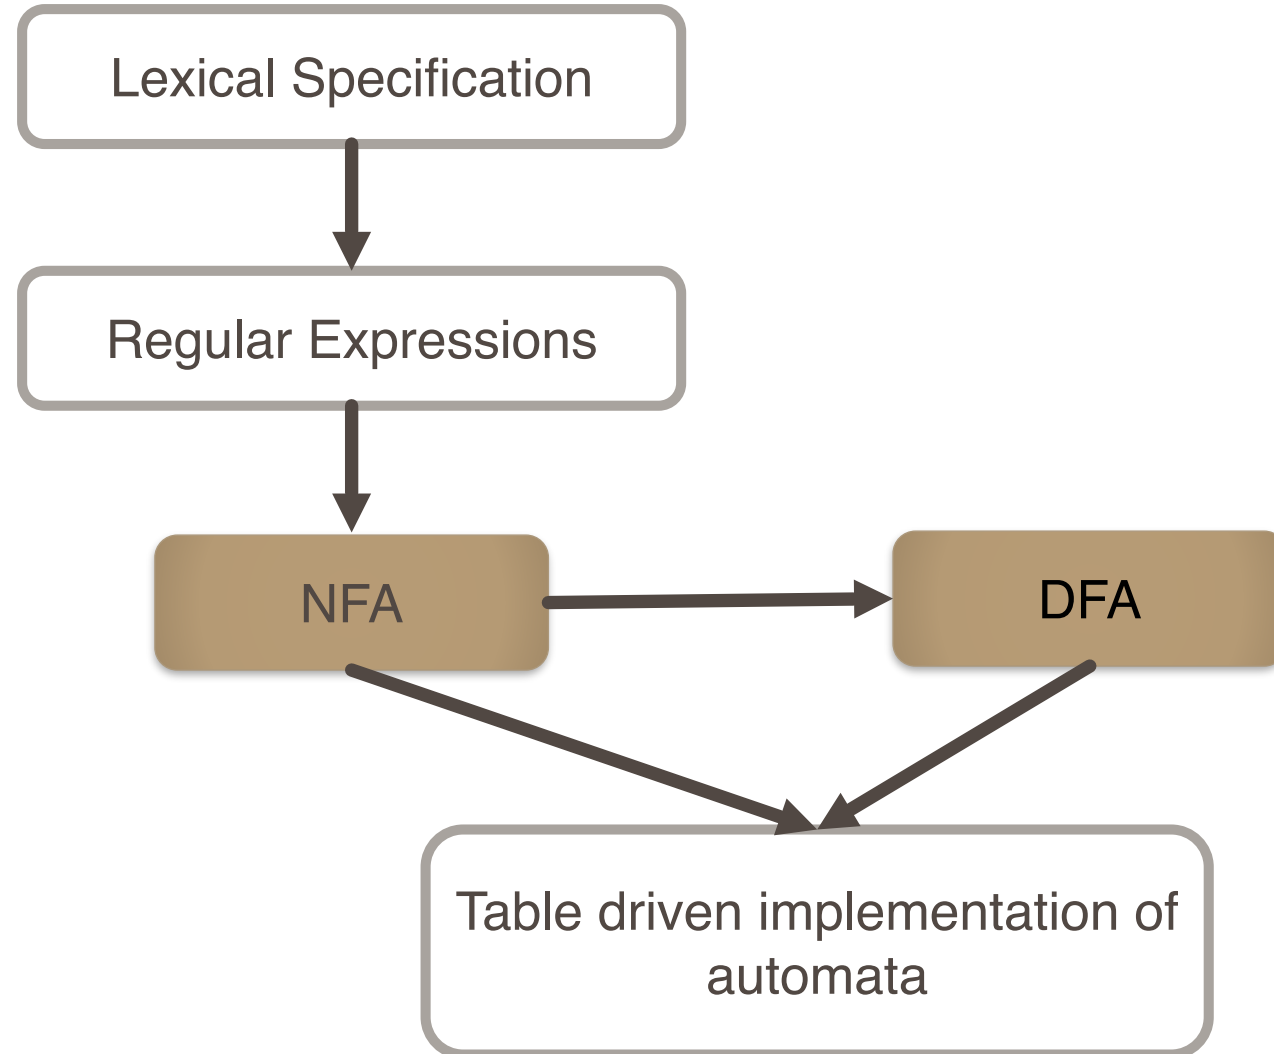 Lexical Specification
Regular Expressions
NFA
DFA
Table driven implementation of
automata